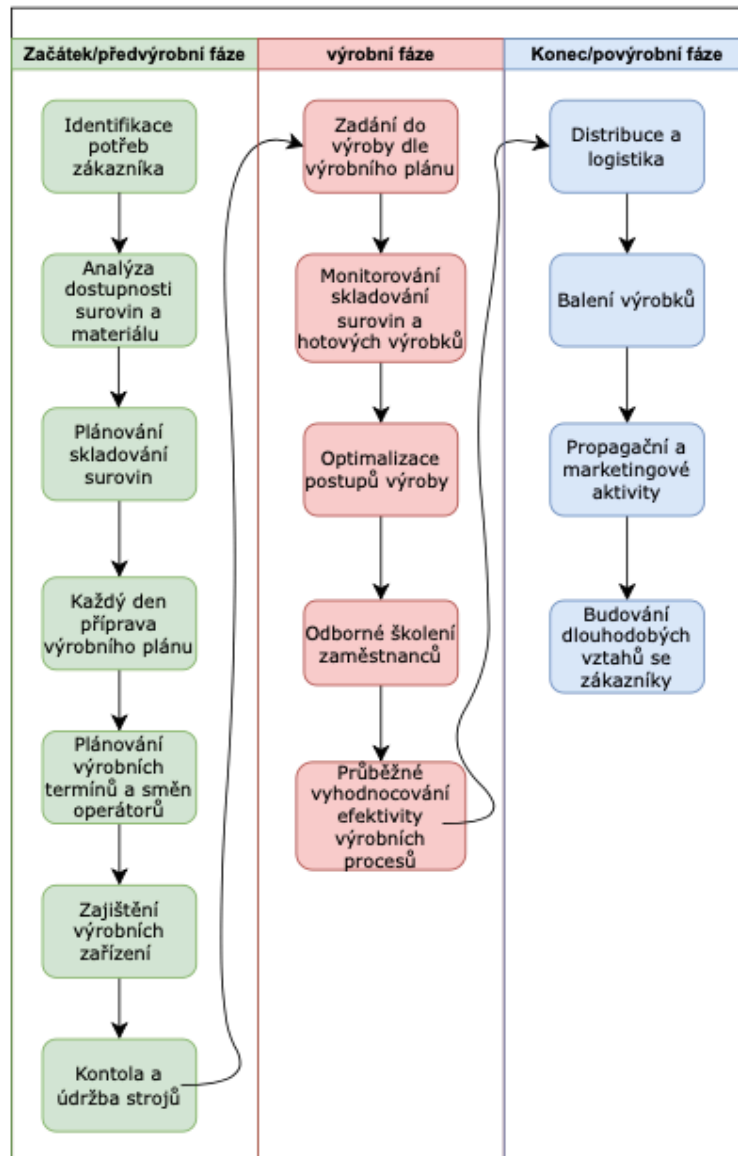 Začátek/předvýrobní fáze
Identifikace
potřeb
zákazníka
Analýza
dostupnosti
surovin a
materiálu
Plánování
skladování
surovin
Každý den
příprava
výrobního plánu
Plánování
výrobních
termínů a směn
operátorů
Zajištění
výrobních
zařízení
Kontola a
údržba strojů
výrobní fáze
Zadání do
výroby dle
výrobního plánu
Monitorování
skladování
surovin a
hotových výrobků
Optimalizace
postupů výroby
Odborné školení
zaměstnanců
Průběžné
vyhodnocování
efektivity
výrobních
procesů
Konec/povýrobní fáze
Distribuce a
logistika
Balení výrobků
Propagační a
marketingové
aktivity
Budování
dlouhodobých
vztahů se
zákazníky